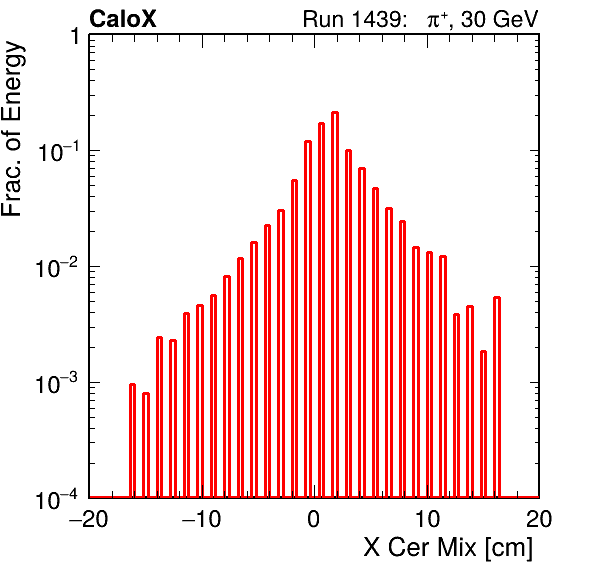 CaloX Run 1439: π⁺, 30 GeV
Frac. of Energy
1
10⁻¹
10⁻²
10⁻³
10⁻⁴
−20 −10 0 10 20
X Cer Mix [cm]